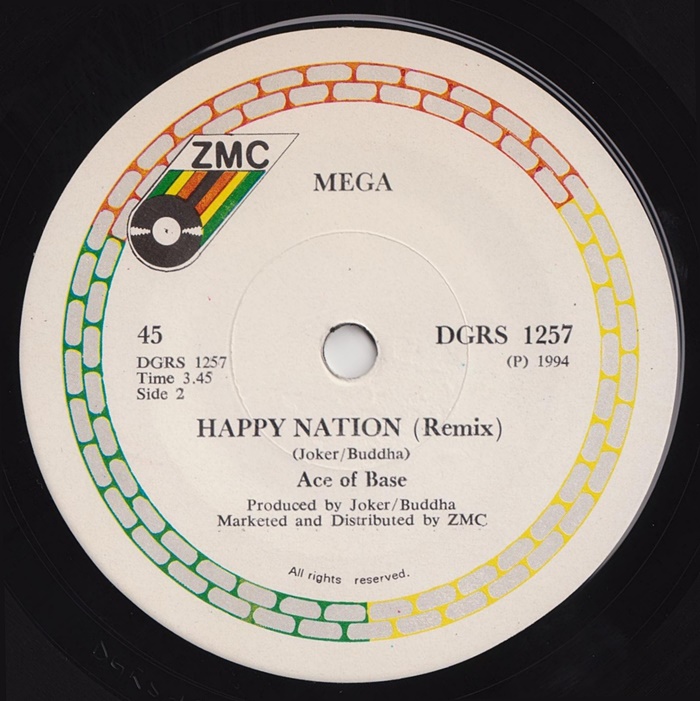 ZMC
MEGA
45
DGRS 1257
DGRS 1257
(P) 1994
Time 3.45
Side 2
HAPPY NATION (Remix)
(Joker/Buddha)
Ace of Base
Produced by Joker/Buddha
Marketed and Distributed by ZMC
All rights reserved.